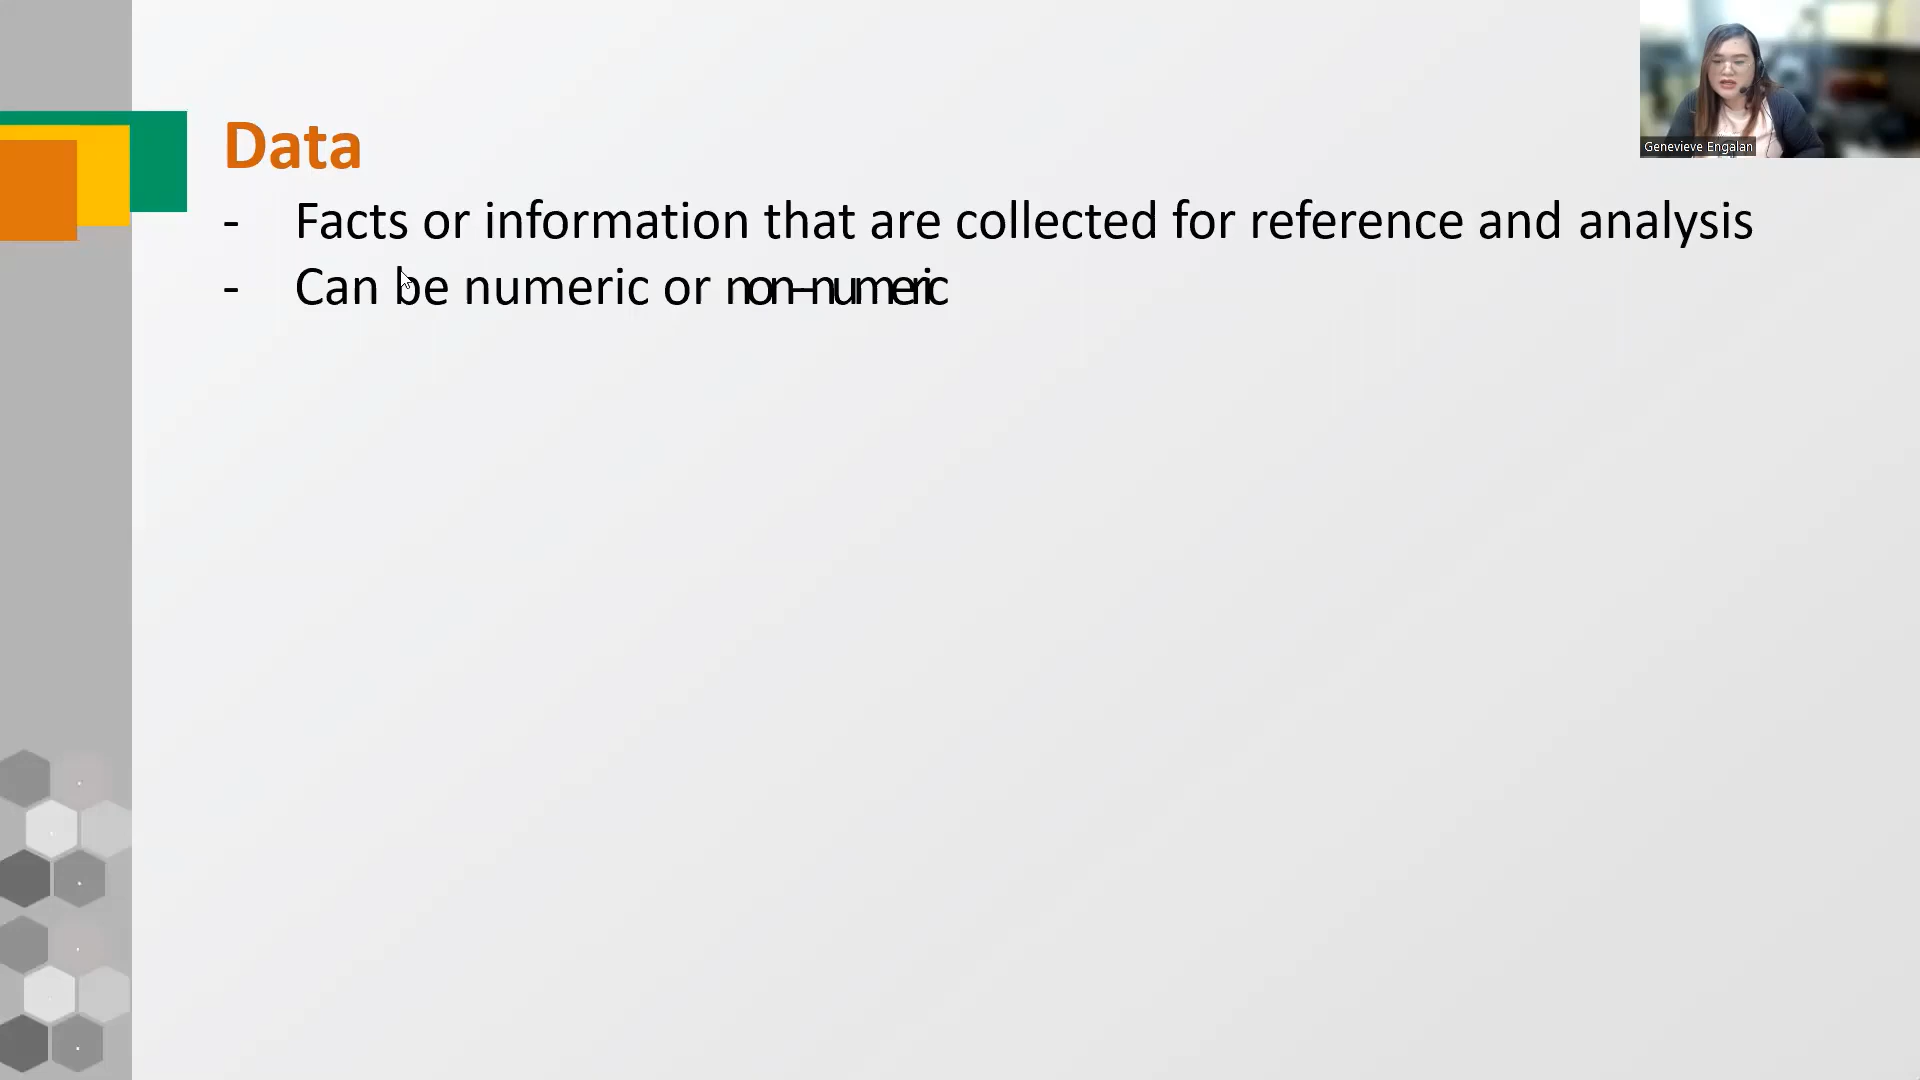 Data
- Facts or information that are collected for reference and analysis
- Can be numeric or non-numeric
Genevieve Engalan